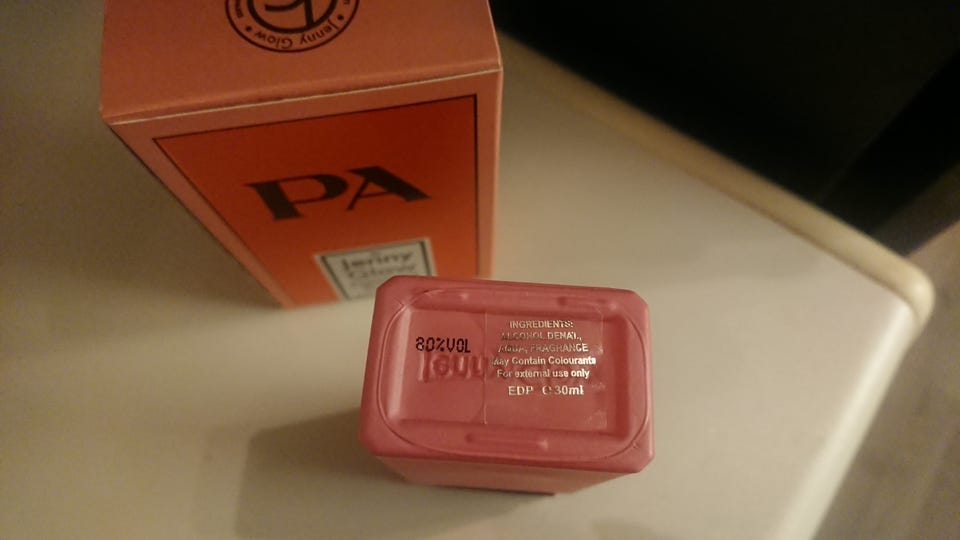 Jenny Glow
PA
Jenny
Glow
80%VOL
INGREDIENTS:
ALCOHOL DENAT.,
AQUA, FRAGRANCE
May Contain Colourants
For external use only
EDP ℮30ml